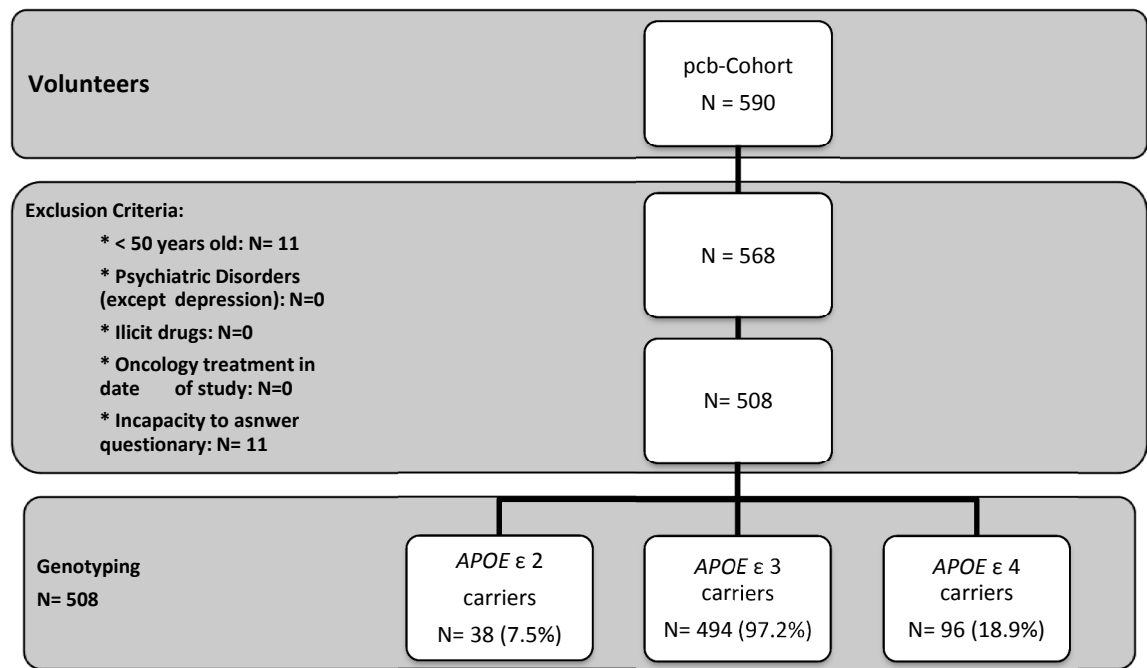 Volunteers
pcb-Cohort
N = 590
Exclusion Criteria:
* < 50 years old: N= 11
* Psychiatric Disorders
(except depression): N=0
* Ilicit drugs: N=0
* Oncology treatment in
date of study: N=0
* Incapacity to asnwer
questionary: N= 11
N = 568
N= 508
Genotyping
N= 508
APOE ε 2
carriers
N= 38 (7.5%)
APOE ε 3
carriers
N= 494 (97.2%)
APOE ε 4
carriers
N= 96 (18.9%)